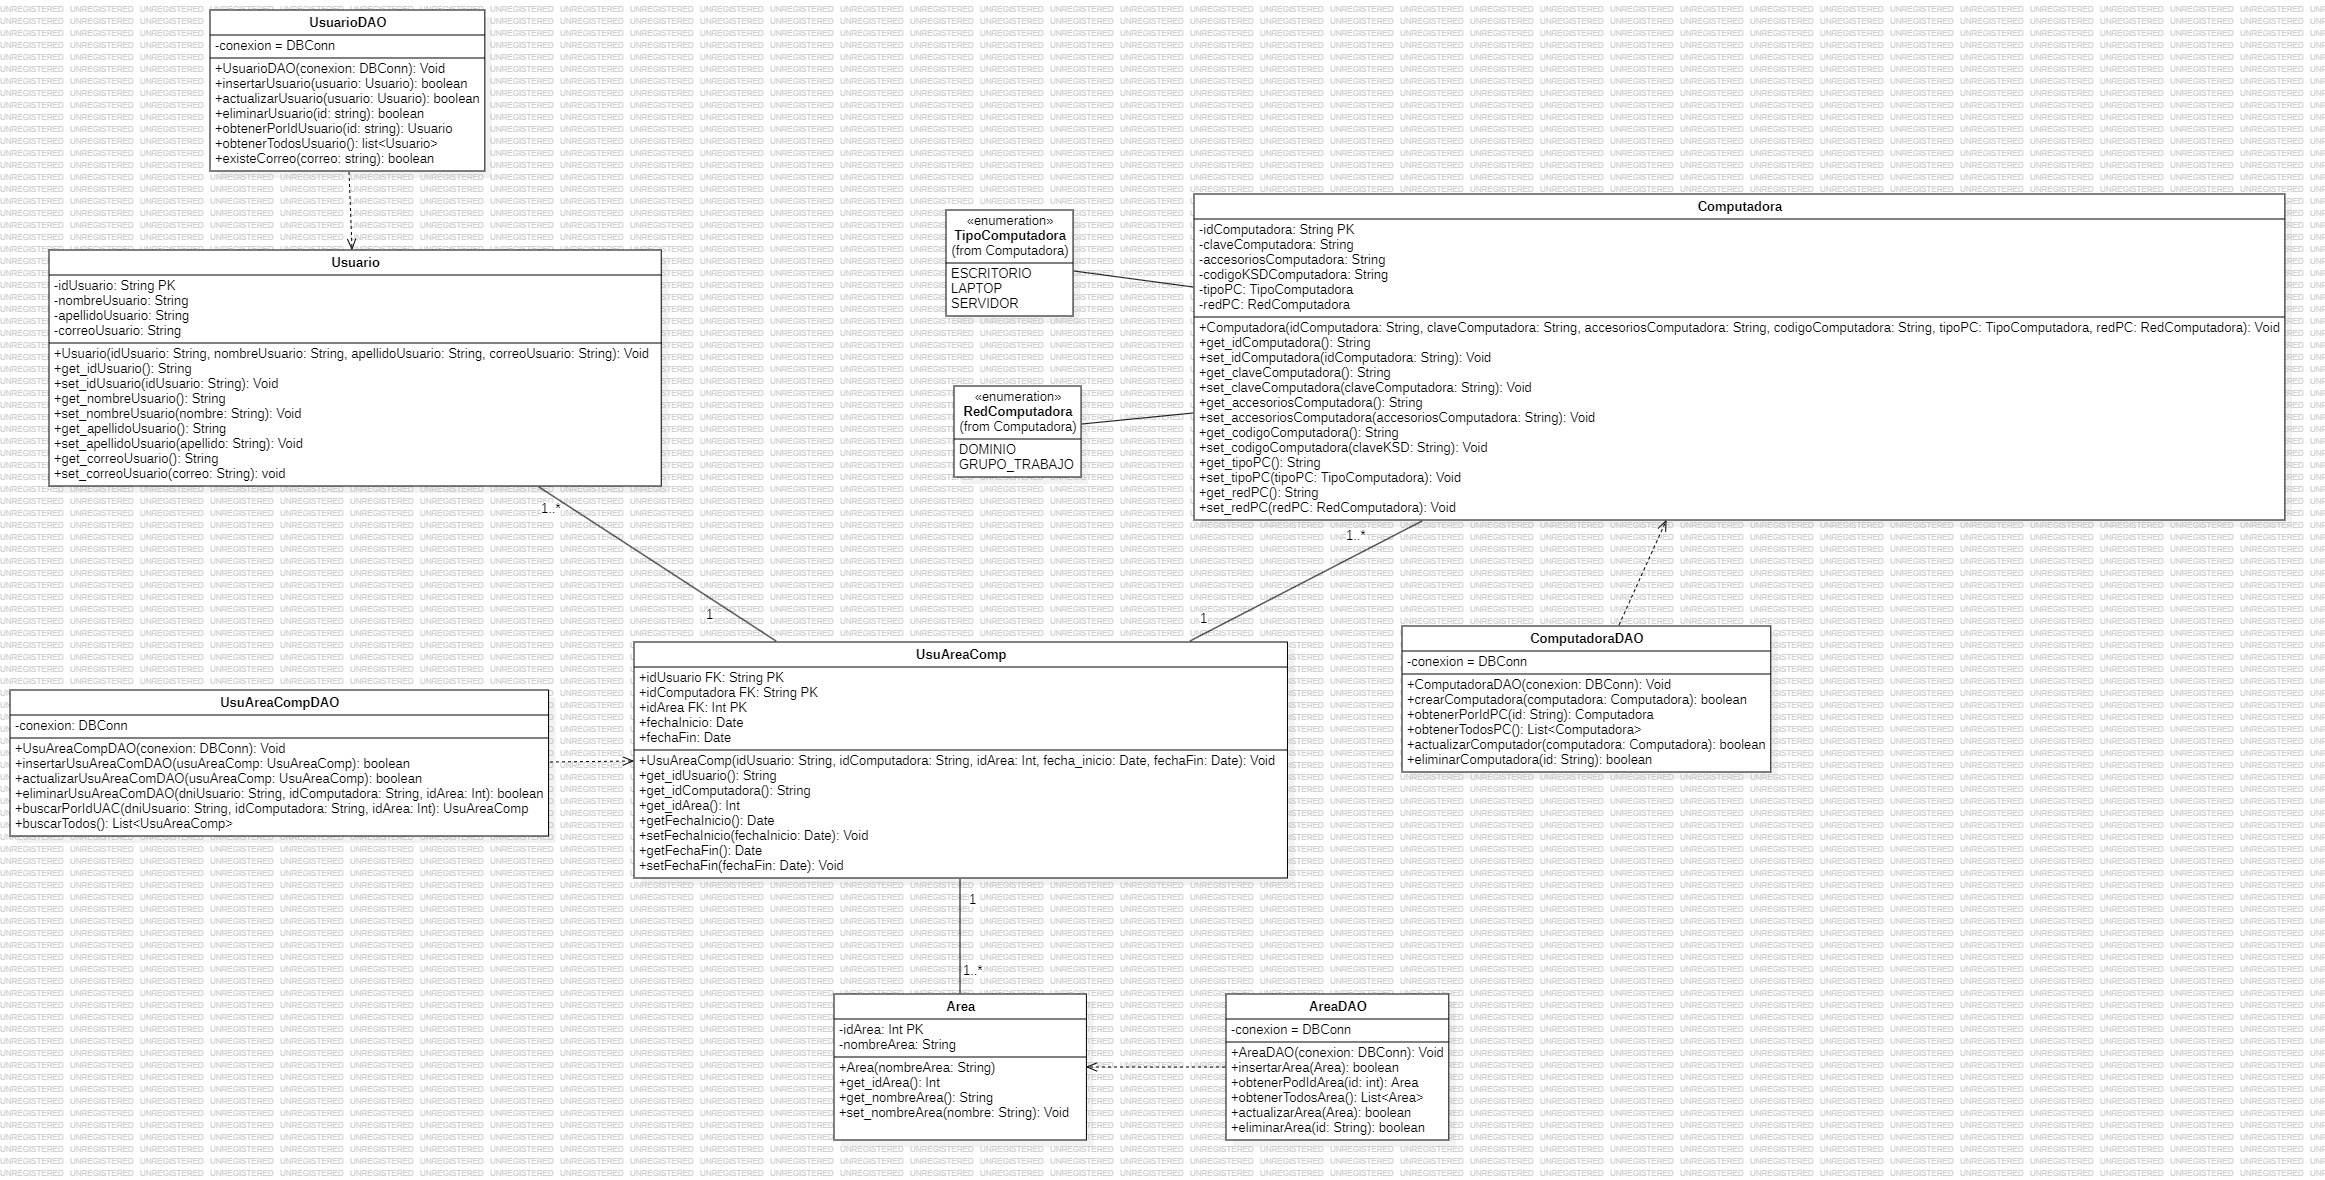 UsuarioDAO
-conexion = DBConn
+UsuarioDAO(conexion: DBConn): Void
+insertarUsuario(usuario: Usuario): boolean
+actualizarUsuario(usuario: Usuario): boolean
+eliminarUsuario(id: string): boolean
+obtenerPorIdUsuario(id: string): Usuario
+obtenerTodosUsuario(): list<Usuario>
+existeCorreo(correo: string): boolean
Usuario
-idUsuario: String PK
-nombreUsuario: String
-apellidoUsuario: String
-correoUsuario: String
+Usuario(idUsuario: String, nombreUsuario: String, apellidoUsuario: String, correoUsuario: String): Void
+get_idUsuario(): String
+set_idUsuario(idUsuario: String): Void
+get_nombreUsuario(): String
+set_nombreUsuario(nombre: String): Void
+get_apellidoUsuario(): String
+set_apellidoUsuario(apellido: String): Void
+get_correoUsuario(): String
+set_correoUsuario(correo: String): void
«enumeration»
TipoComputadora
(from Computadora)
ESCRITORIO
LAPTOP
SERVIDOR
«enumeration»
RedComputadora
(from Computadora)
DOMINIO
GRUPO_TRABAJO
Computadora
-idComputadora: String PK
-claveComputadora: String
-accesoriosComputadora: String
-codigoKSDComputadora: String
-tipoPC: TipoComputadora
-redPC: RedComputadora
+Computadora(idComputadora: String, claveComputadora: String, accesoriosComputadora: String, codigoComputadora: String, tipoPC: TipoComputadora, redPC: RedComputadora): Void
+get_idComputadora(): String
+set_idComputadora(idComputadora: String): Void
+get_claveComputadora(): String
+set_claveComputadora(claveComputadora: String): Void
+get_accesoriosComputadora(): String
+set_accesoriosComputadora(accesoriosComputadora: String): Void
+get_codigoComputadora(): String
+set_codigoComputadora(claveKSD: String): Void
+get_tipoPC(): String
+set_tipoPC(tipoPC: TipoComputadora): Void
+get_redPC(): String
+set_redPC(redPC: RedComputadora): Void
1..*
1
1..*
1
UsuAreaCompDAO
-conexion: DBConn
+UsuAreaCompDAO(conexion: DBConn): Void
+insertarUsuAreaComDAO(usuAreaComp: UsuAreaComp): boolean
+actualizarUsuAreaComDAO(usuAreaComp: UsuAreaComp): boolean
+eliminarUsuAreaComDAO(dniUsuario: String, idComputadora: String, idArea: Int): boolean
+buscarPorIdUAC(dniUsuario: String, idComputadora: String, idArea: Int): UsuAreaComp
+buscarTodos(): List<UsuAreaComp>
UsuAreaComp
+idUsuario FK: String PK
+idComputadora FK: String PK
+idArea FK: Int PK
+fechaInicio: Date
+fechaFin: Date
+UsuAreaComp(idUsuario: String, idComputadora: String, idArea: Int, fecha_inicio: Date, fechaFin: Date): Void
+get_idUsuario(): String
+get_idComputadora(): String
+get_idArea(): Int
+getFechaInicio(): Date
+setFechaInicio(fechaInicio: Date): Void
+getFechaFin(): Date
+setFechaFin(fechaFin: Date): Void
ComputadoraDAO
-conexion = DBConn
+ComputadoraDAO(conexion: DBConn): Void
+crearComputadora(computadora: Computadora): boolean
+obtenerPorIdPC(id: String): Computadora
+obtenerTodosPC(): List<Computadora>
+actualizarComputador(computadora: Computadora): boolean
+eliminarComputadora(id: String): boolean
1
1..*
Area
-idArea: Int PK
-nombreArea: String
+Area(nombreArea: String)
+get_idArea(): Int
+get_nombreArea(): String
+set_nombreArea(nombre: String): Void
AreaDAO
-conexion = DBConn
+AreaDAO(conexion: DBConn): Void
+insertarArea(Area): boolean
+obtenerPodIdArea(id: int): Area
+obtenerTodosArea(): List<Area>
+actualizarArea(Area): boolean
+eliminarArea(id: String): boolean
UNREGISTERED